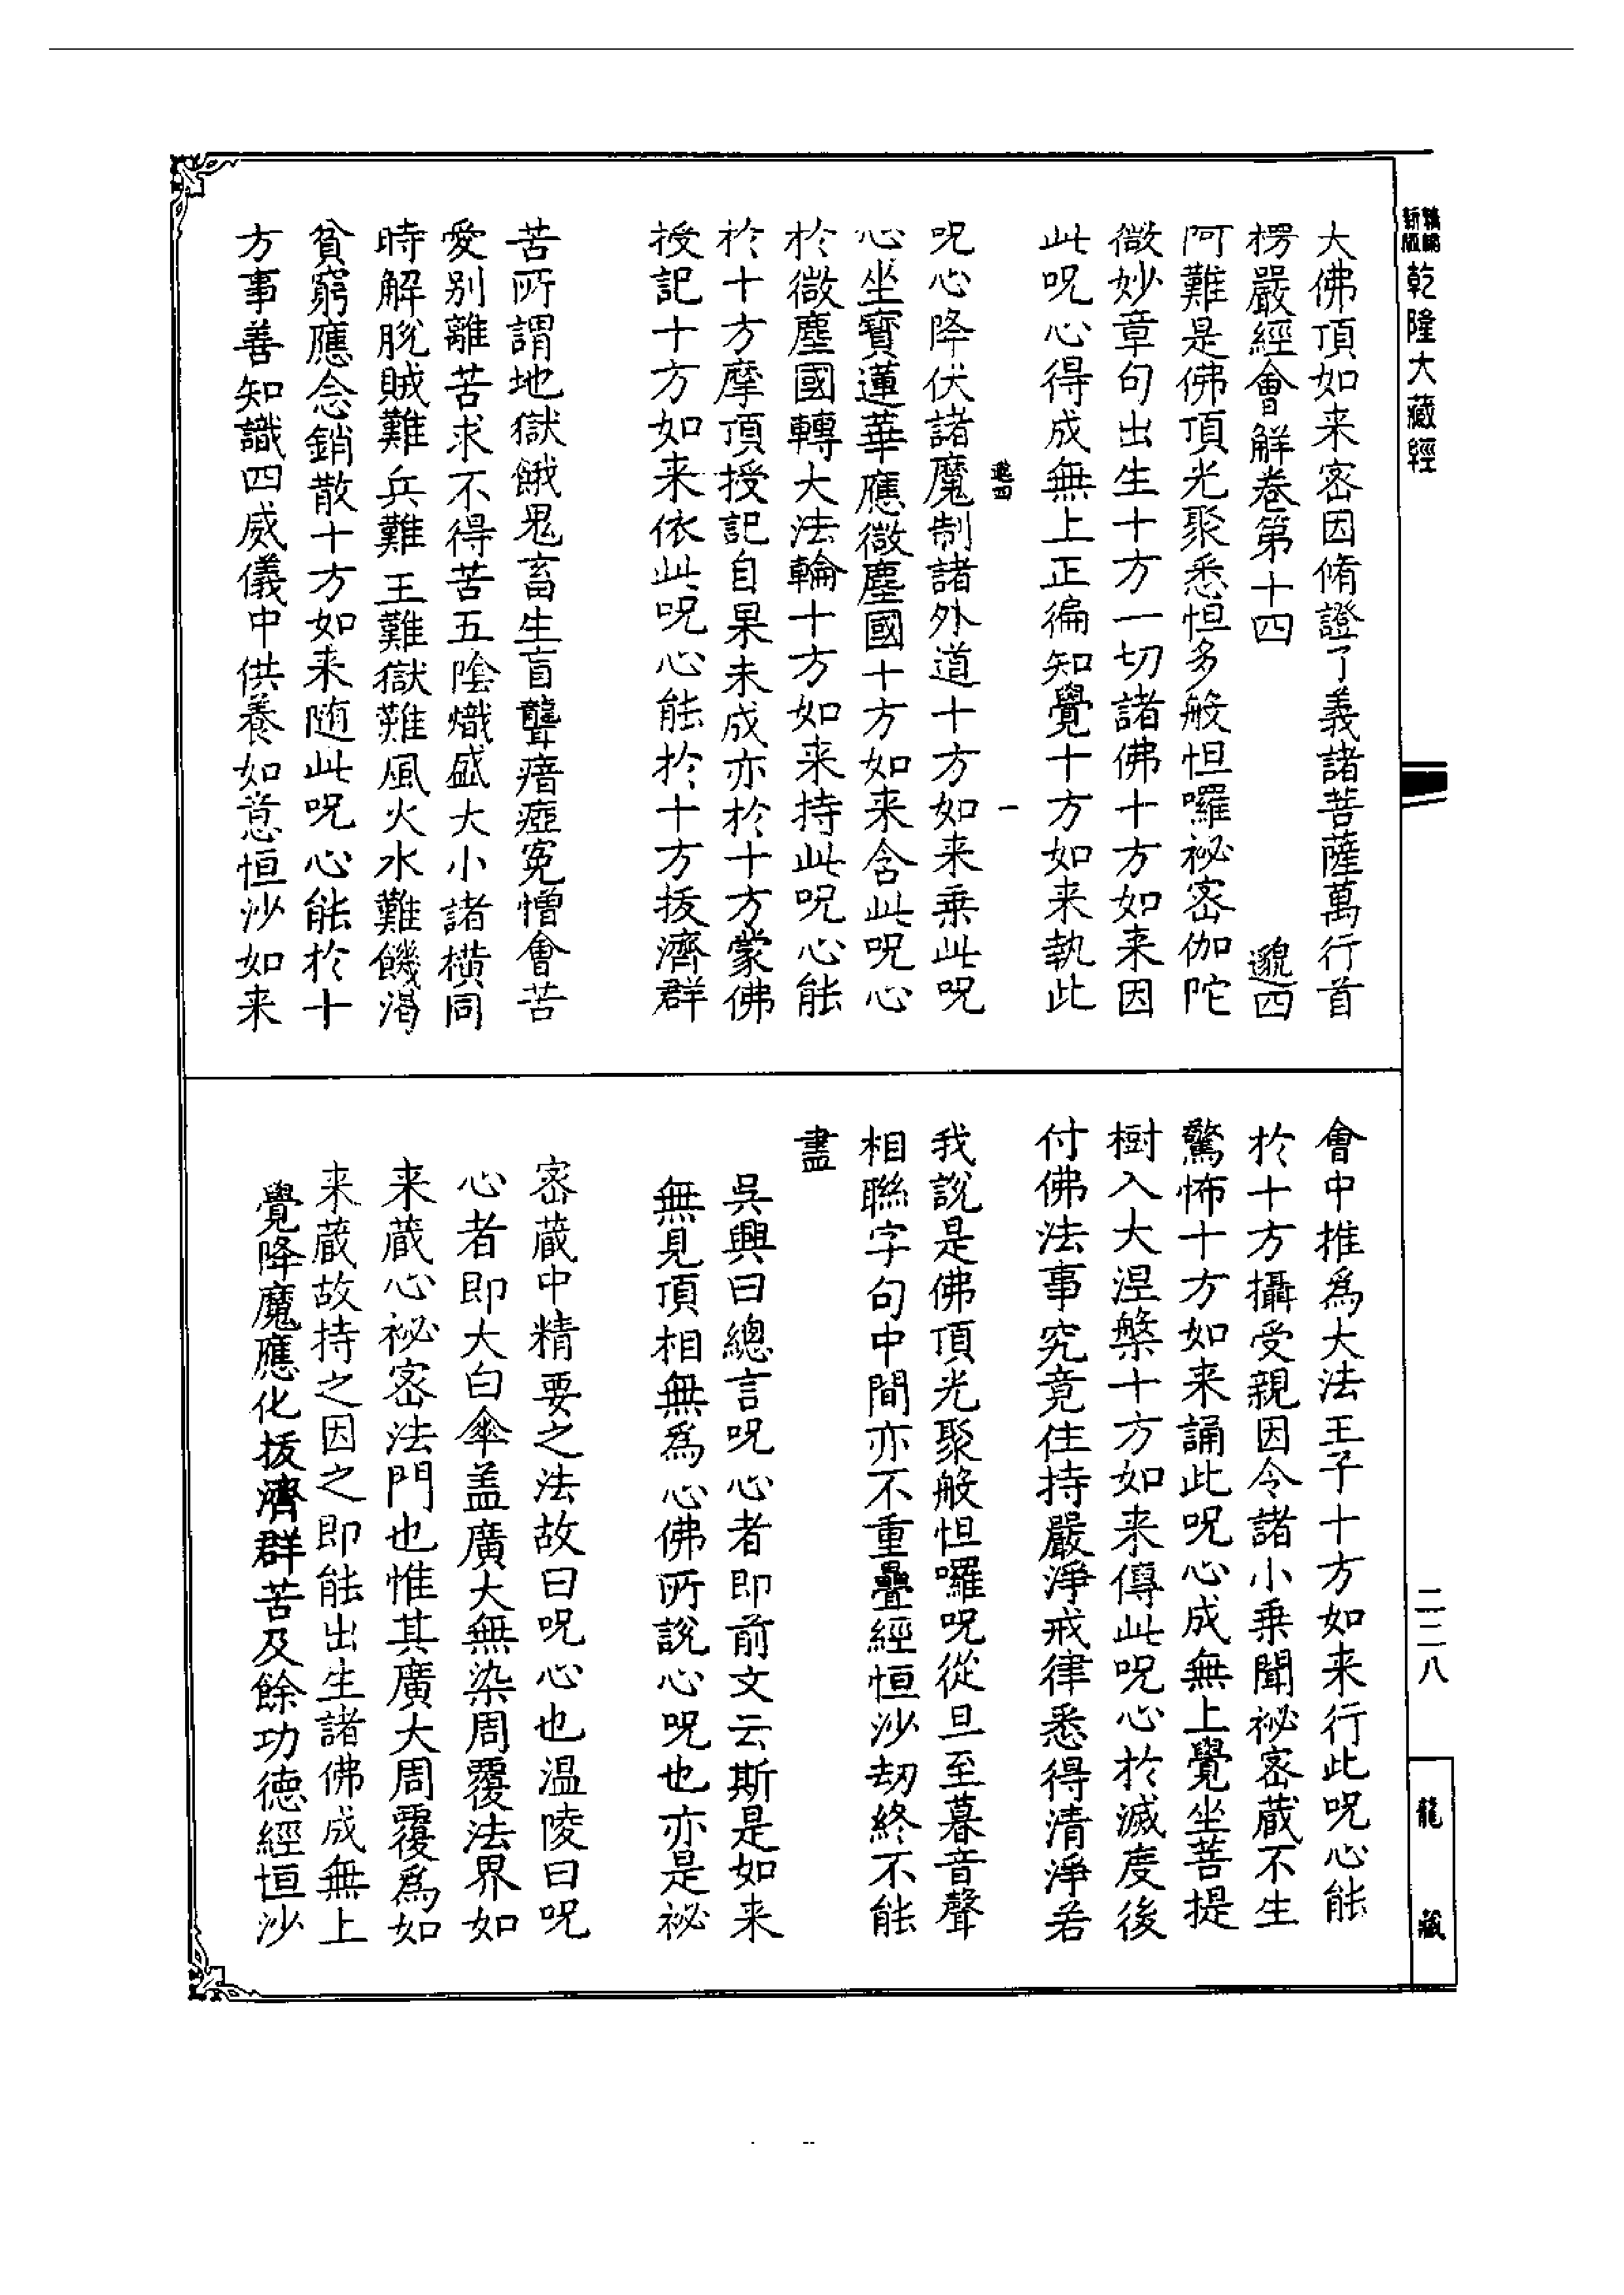 新編
新版
乾隆大藏經
大佛頂如来密因脩證了義諸菩薩萬行首
楞嚴經會解卷第十四 邈四
阿難是佛頂光聚悉怛多般怛囉祕密伽陀
微妙章句出生十方一切諸佛十方如来因
此呪心得成無上正徧知覺十方如来執此
邈四 一
呪心降伏諸魔制諸外道十方如来乗此呪
心坐寳蓮華應微塵國十方如来含此呪心
於微塵國轉大法輪十方如来持此呪心能
於十方摩頂授記自果未成亦於十方蒙佛
授記十方如来依此呪心能於十方拔濟群
苦所謂地獄餓鬼畜生盲聾瘖瘂寃憎會苦
愛别離苦求不得苦五陰熾盛大小諸橫同
時解脫賊難兵難王難獄難風火水難饑渴
貧窮應念銷散十方如来随此呪心能於十
方事善知識四威儀中供養如意恒沙如来
會中推為大法王子十方如来行此呪心能
於十方攝受親因令諸小乗聞祕密蔵不生
驚怖十方如来誦此呪心成無上覺坐菩提
樹入大涅槃十方如来傳此呪心於滅度後
付佛法事究竟住持嚴淨戒律悉得清淨若
我說是佛頂光聚般怛囉呪從旦至暮音聲
相聮字句中間亦不重疊經恒沙劫終不能
盡
吳興曰總言呪心者即前文云斯是如来
無見頂相無為心佛所說心呪也亦是祕
密蔵中精要之法故曰呪心也温陵曰呪
心者即大白傘盖廣大無染周覆法界如
来蔵心祕密法門也惟其廣大周覆為如
来蔵故持之因之即能出生諸佛成無上
覺降魔應化拔濟群苦及餘功德經恒沙
二二八
龍藏